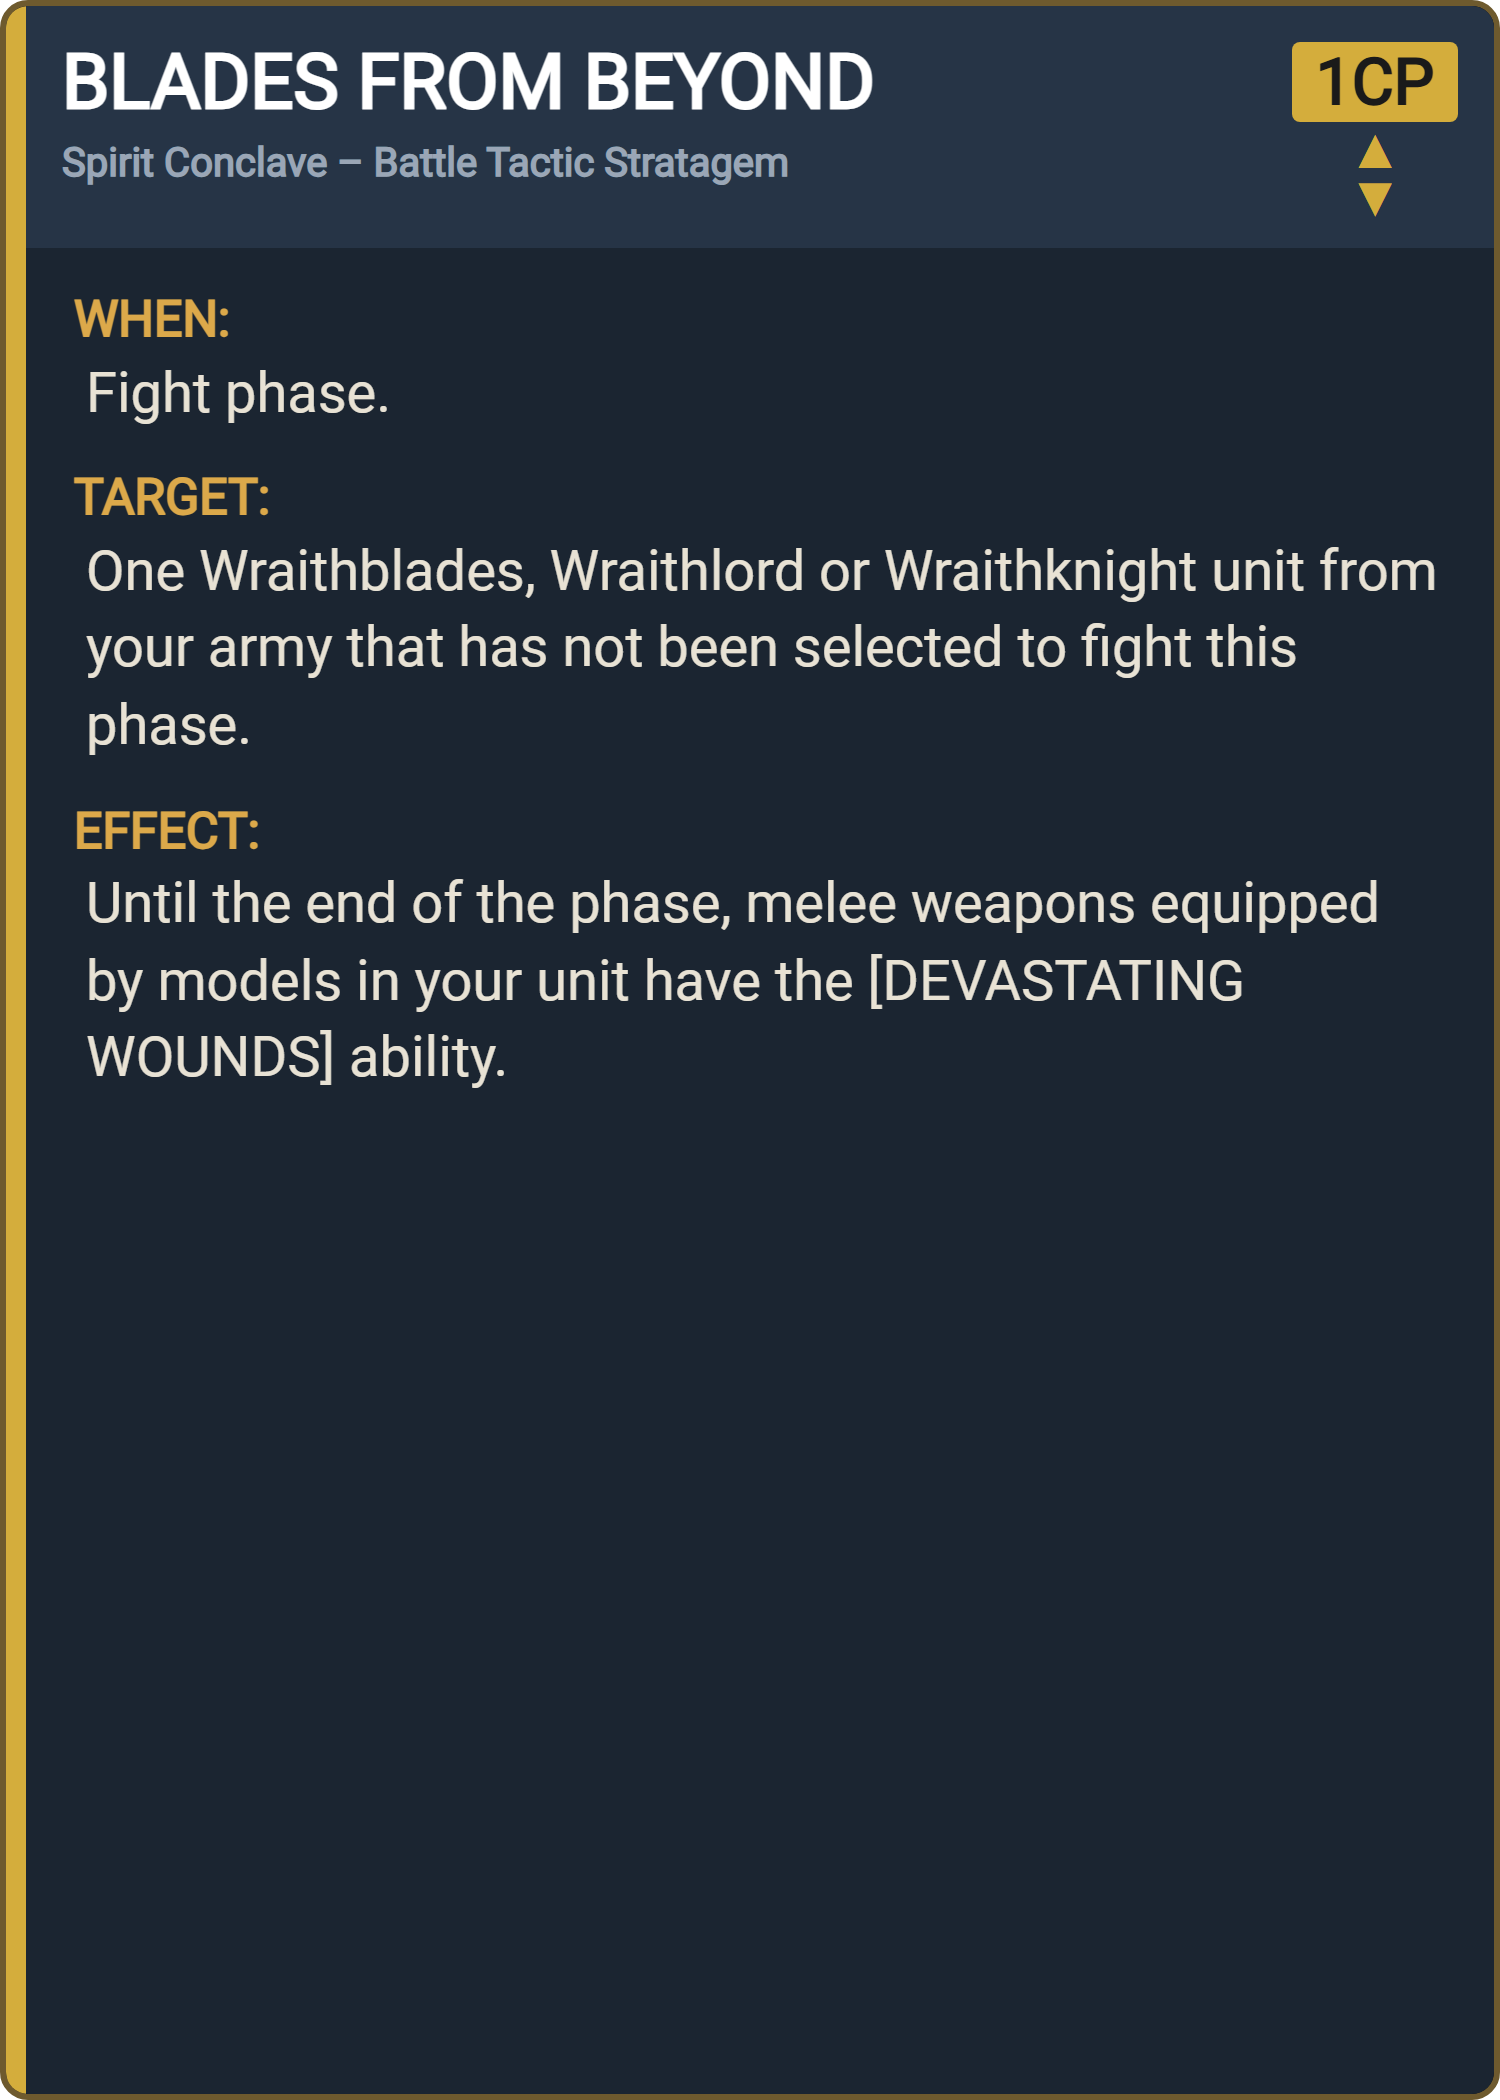 BLADES FROM BEYOND
1CP
Spirit Conclave – Battle Tactic Stratagem
WHEN:
Fight phase.
TARGET:
One Wraithblades, Wraithlord or Wraithknight unit from
your army that has not been selected to fight this
phase.
EFFECT:
Until the end of the phase, melee weapons equipped
by models in your unit have the [DEVASTATING
WOUNDS] ability.